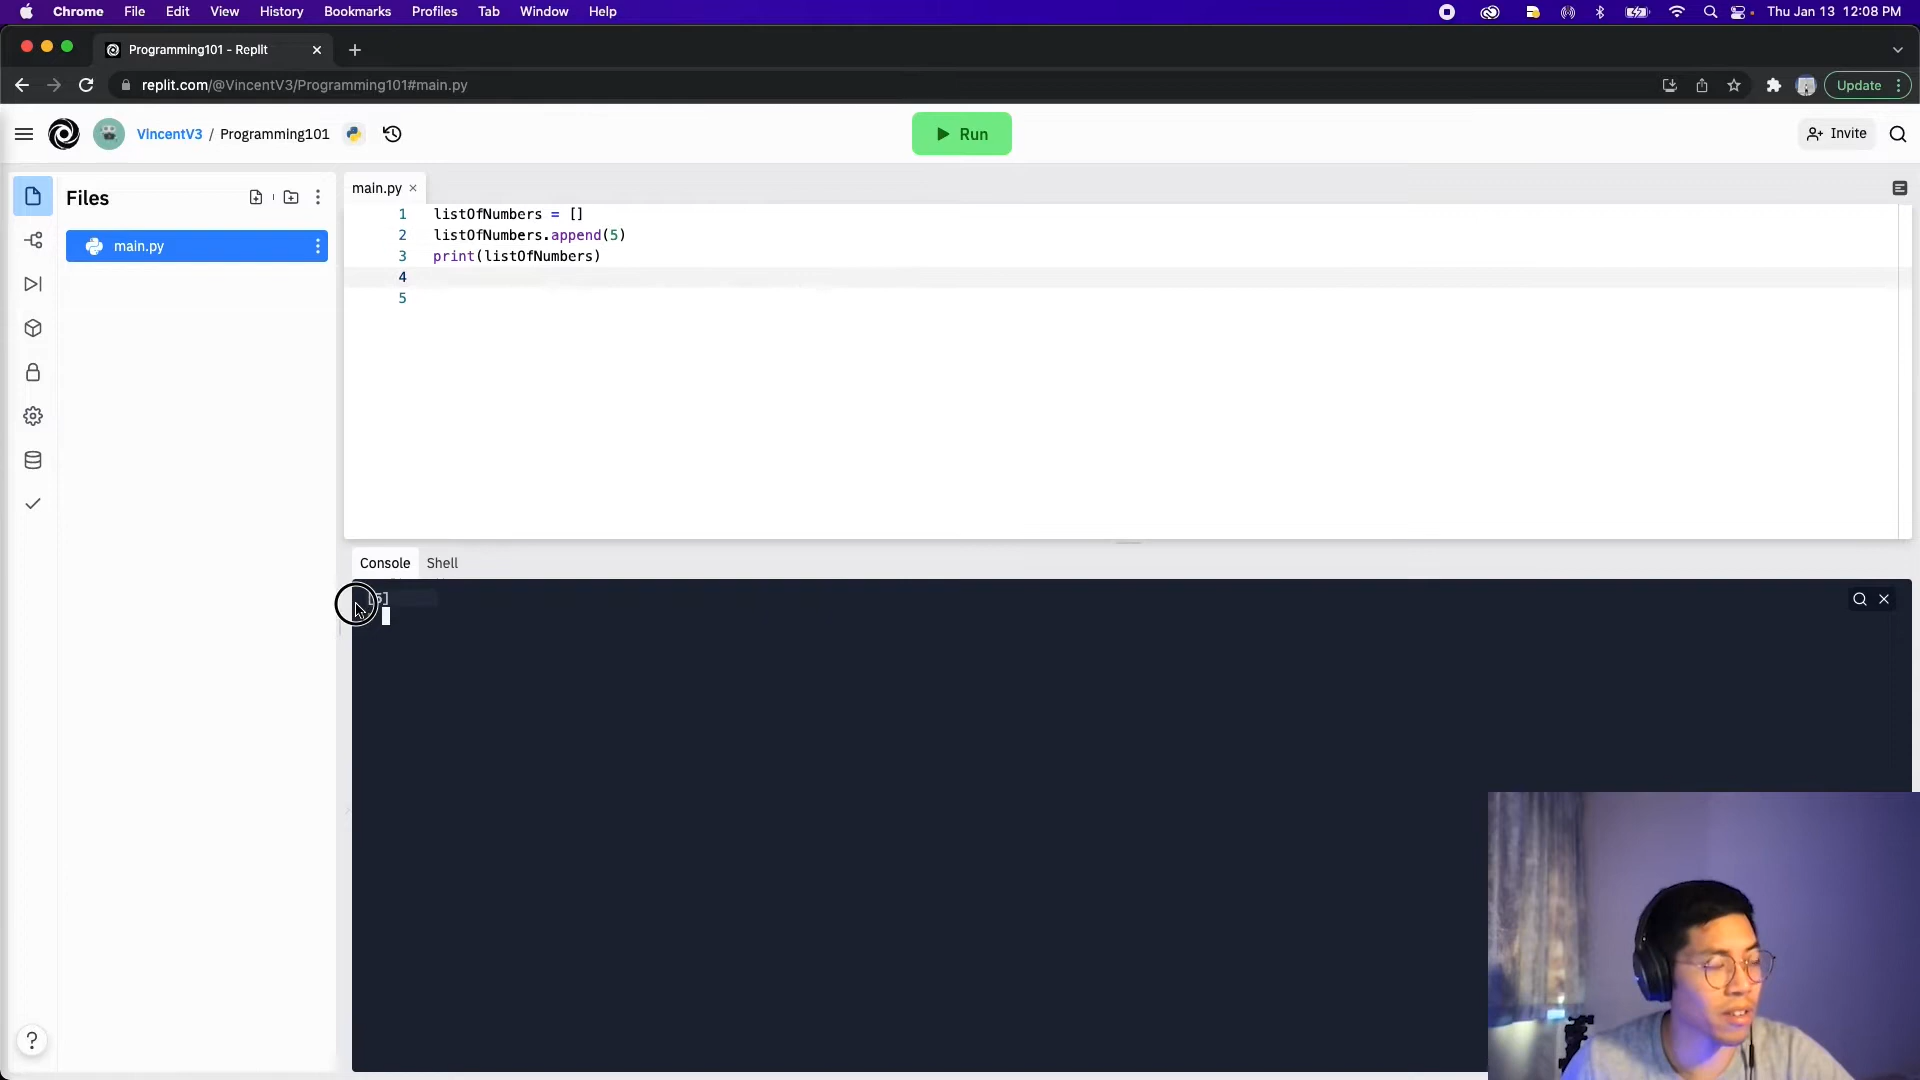 Chrome File Edit View History Bookmarks Profiles Tab Window Help Thu Jan 13 12:08 PM
Programming101 - Replit
replit.com/@VincentV3/Programming101#main.py Update
VincentV3 / Programming101 Run Invite
Files
main.py
main.py
1 listOfNumbers = []
2 listOfNumbers.append(5)
3 print(listOfNumbers)
4
5
Console Shell
[5]
?